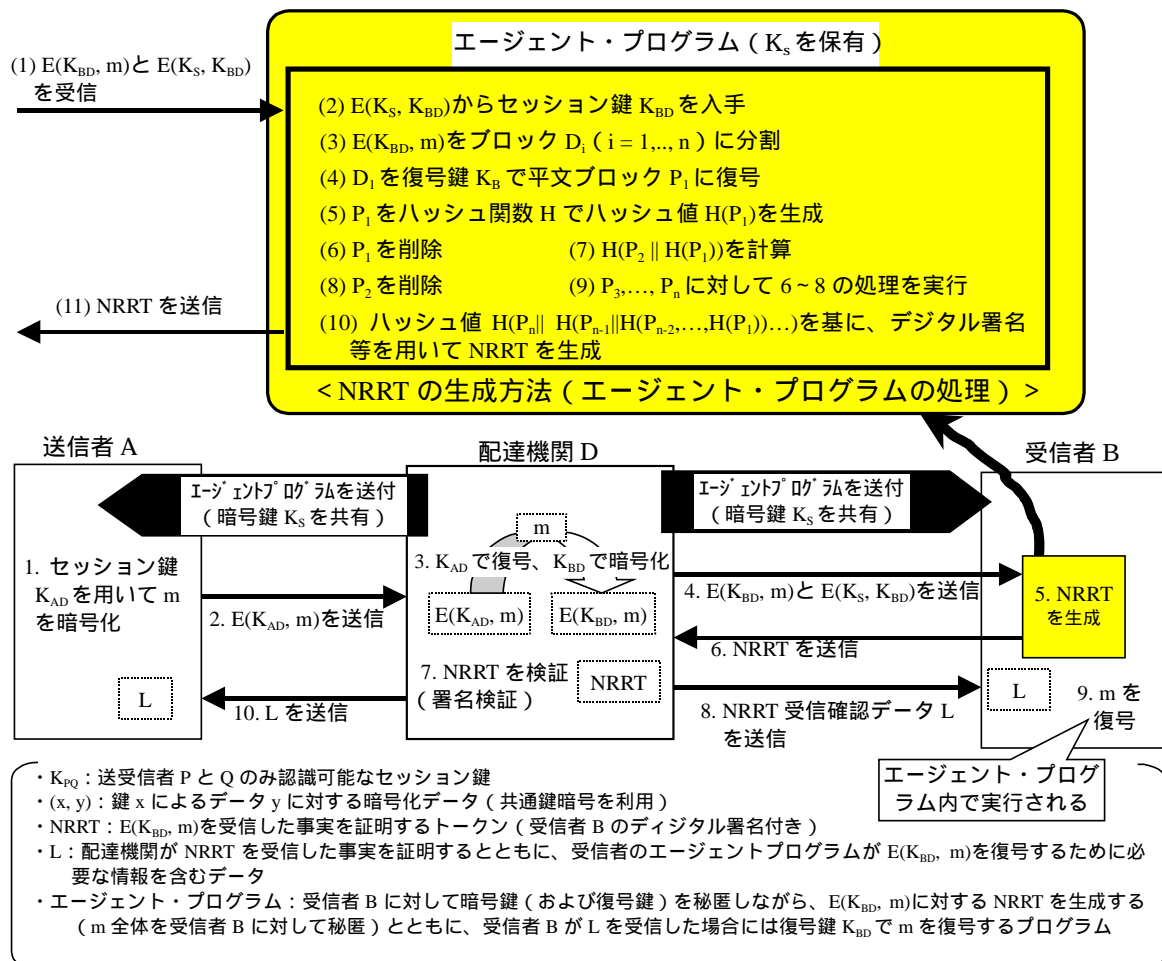 エージェント・プログラム（Ksを保有）
(1) E(KBD, m)と E(KS, KBD)
を受信
(2) E(KS, KBD)からセッション鍵 KBD を入手
(3) E(KBD, m)をブロック Di（i = 1,.., n）に分割
(4) D1を復号鍵 KBで平文ブロック P1に復号
(5) P1をハッシュ関数 H でハッシュ値 H(P1)を生成
(6) P1を削除 (7) H(P2 || H(P1))を計算
(8) P2を削除 (9) P3,…, Pnに対して 6~8 の処理を実行
(10) ハッシュ値 H(Pn|| H(Pn-1||H(Pn-2,…,H(P1))…)を基に、デジタル署名
等を用いて NRRT を生成
(11) NRRT を送信
< NRRT の生成方法（エージェント・プログラムの処理）>
送信者 A
配達機関 D
受信者 B
ｴｰｼﾞｪﾝﾄﾌﾟﾛｸﾞﾗﾑを送付
（暗号鍵 KSを共有）
ｴｰｼﾞｪﾝﾄﾌﾟﾛｸﾞﾗﾑを送付
（暗号鍵 KSを共有）
1. セッション鍵
KADを用いて m
を暗号化
2. E(KAD, m)を送信
m
3. KADで復号、KBDで暗号化
E(KAD, m)
E(KBD, m)
4. E(KBD, m)と E(KS, KBD)を送信
5. NRRT
を生成
6. NRRT を送信
7. NRRT を検証
（署名検証）
NRRT
8. NRRT 受信確認データ L
を送信
L
9. m を
復号
10. L を送信
L
エージェント・プログ
ラム内で実行される
・KPQ：送受信者 P と Q のみ認識可能なセッション鍵
・(x, y)：鍵 x によるデータ y に対する暗号化データ（共通鍵暗号を利用）
・NRRT：E(KBD, m)を受信した事実を証明するトークン（受信者 B のディジタル署名付き）
・L：配達機関が NRRT を受信した事実を証明するとともに、受信者のエージェントプログラムが E(KBD, m)を復号するために必
要な情報を含むデータ
・エージェント・プログラム：受信者 B に対して暗号鍵（および復号鍵）を秘匿しながら、E(KBD, m)に対する NRRT を生成する
（m 全体を受信者 B に対して秘匿）とともに、受信者 B が L を受信した場合には復号鍵 KBDで m を復号するプログラム